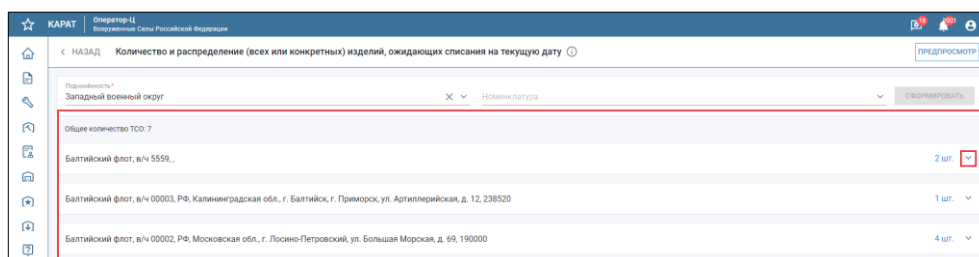 КАРАТ Оператор-Ц
Вооруженные Силы Российской Федерации
НАЗАД Количество и распределение (всех или конкретных) изделий, ожидающих списания на текущую дату
ПРЕДПРОСМОТР
Подчинённость*
Западный военный округ
Номенклатура
СФОРМИРОВАТЬ
Общее количество ТСО: 7
Балтийский флот, в/ч 5559, , 2 шт.
Балтийский флот, в/ч 00003, РФ, Калининградская обл., г. Балтийск, г. Приморск, ул. Артиллерийская, д. 12, 238520 1 шт.
Балтийский флот, в/ч 00002, РФ, Московская обл., г. Лосино-Петровский, ул. Большая Морская, д. 69, 190000 4 шт.